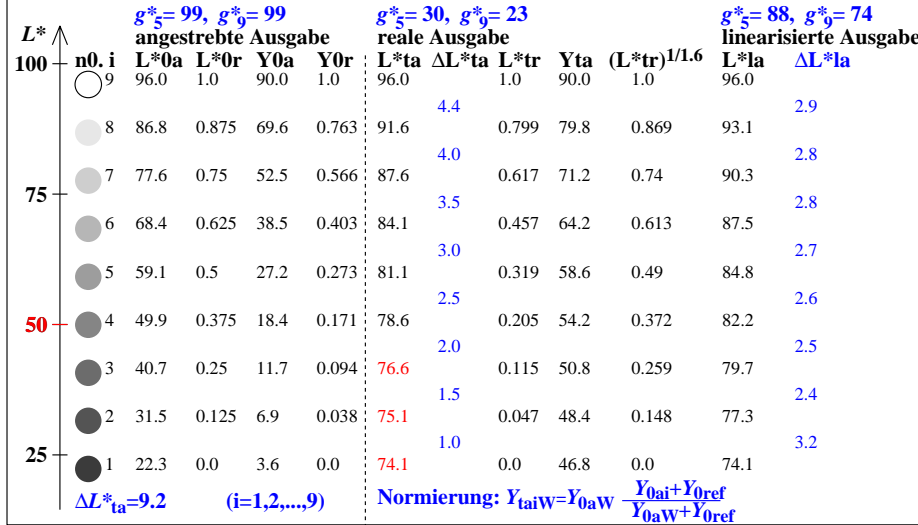 g*5= 99, g*9= 99 g*5= 30, g*9= 23 g*5= 88, g*9= 74
L* angestrebte Ausgabe reale Ausgabe linearisierte Ausgabe
n0. i L*0a L*0r Y0a Y0r L*ta ΔL*ta L*tr Yta (L*tr)1/1.6 L*la ΔL*la
100 9 96.0 1.0 90.0 1.0 96.0 1.0 90.0 1.0 96.0
4.4 2.9
8 86.8 0.875 69.6 0.763 91.6 0.799 79.8 0.869 93.1
4.0 2.8
7 77.6 0.75 52.5 0.566 87.6 0.617 71.2 0.74 90.3
75
3.5 2.8
6 68.4 0.625 38.5 0.403 84.1 0.457 64.2 0.613 87.5
3.0 2.7
5 59.1 0.5 27.2 0.273 81.1 0.319 58.6 0.49 84.8
2.5 2.6
50 4 49.9 0.375 18.4 0.171 78.6 0.205 54.2 0.372 82.2
2.0 2.5
3 40.7 0.25 11.7 0.094 76.6 0.115 50.8 0.259 79.7
1.5 2.4
2 31.5 0.125 6.9 0.038 75.1 0.047 48.4 0.148 77.3
1.0 3.2
25 1 22.3 0.0 3.6 0.0 74.1 0.0 46.8 0.0 74.1
ΔL*ta=9.2 (i=1,2,...,9) Normierung: YtaiW=Y0aW Y0ai+Y0ref
Y0aW+Y0ref